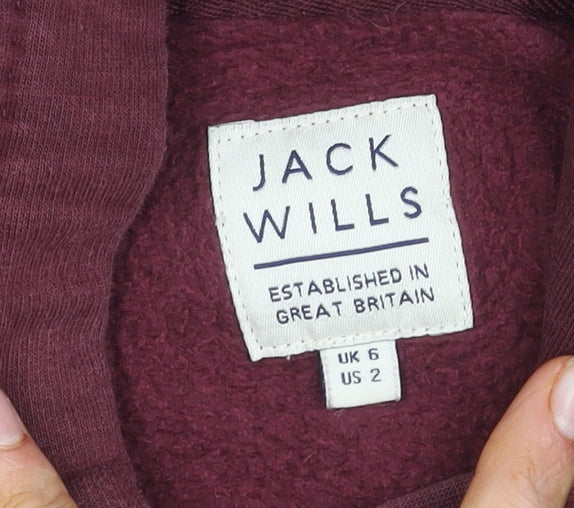 JACK
WILLS
ESTABLISHED IN
GREAT BRITAIN
UK 6
US 2